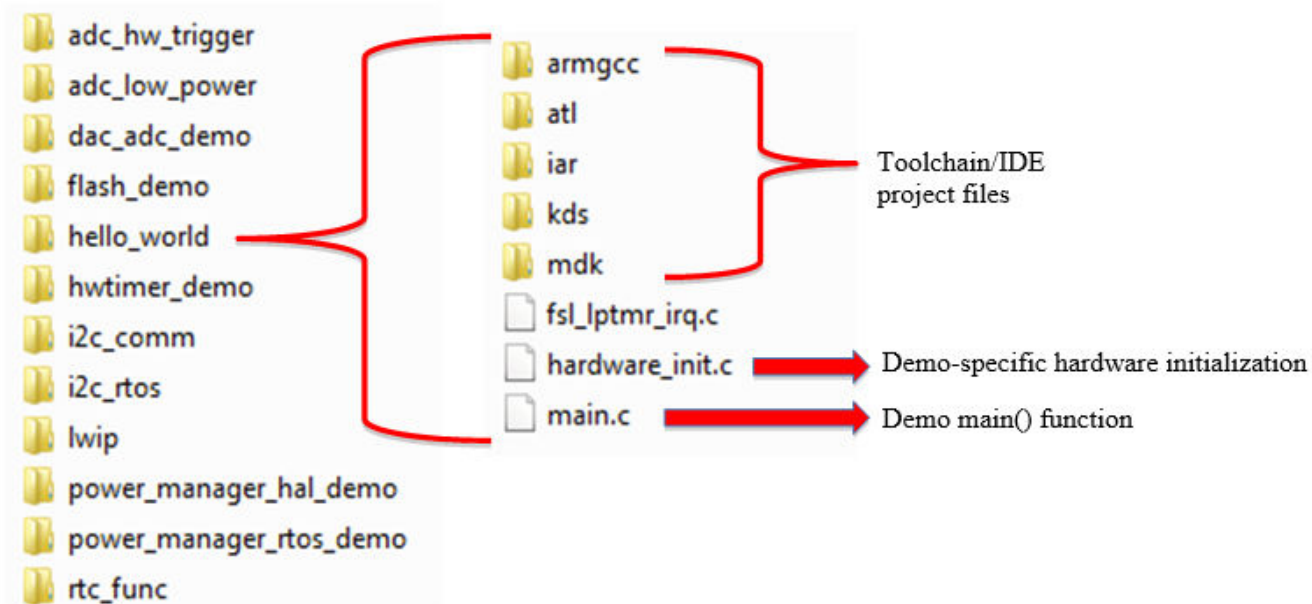 adc_hw_trigger
adc_low_power
dac_adc_demo
flash_demo
hello_world
hwtimer_demo
i2c_comm
i2c_rtos
lwip
power_manager_hal_demo
power_manager_rtos_demo
rtc_func
armgcc
atl
iar
kds
mdk
fsl_lptmr_irq.c
hardware_init.c
main.c
Toolchain/IDE
project files
Demo-specific hardware initialization
Demo main() function